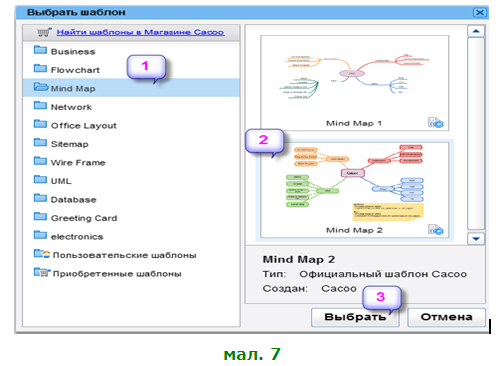 Выбрать шаблон
Найти шаблоны в Магазине Cacoo
Business
Flowchart
1
Mind Map
Network
Office Layout
Sitemap
Wire Frame
UML
Database
Greeting Card
electronics
Пользовательские шаблоны
Приобретенные шаблоны
Mind Map 1
2
Mind Map 2
Mind Map 2
Тип: Официальный шаблон Cacoo
Создан: Cacoo
3
Выбрать
Отмена
мал. 7